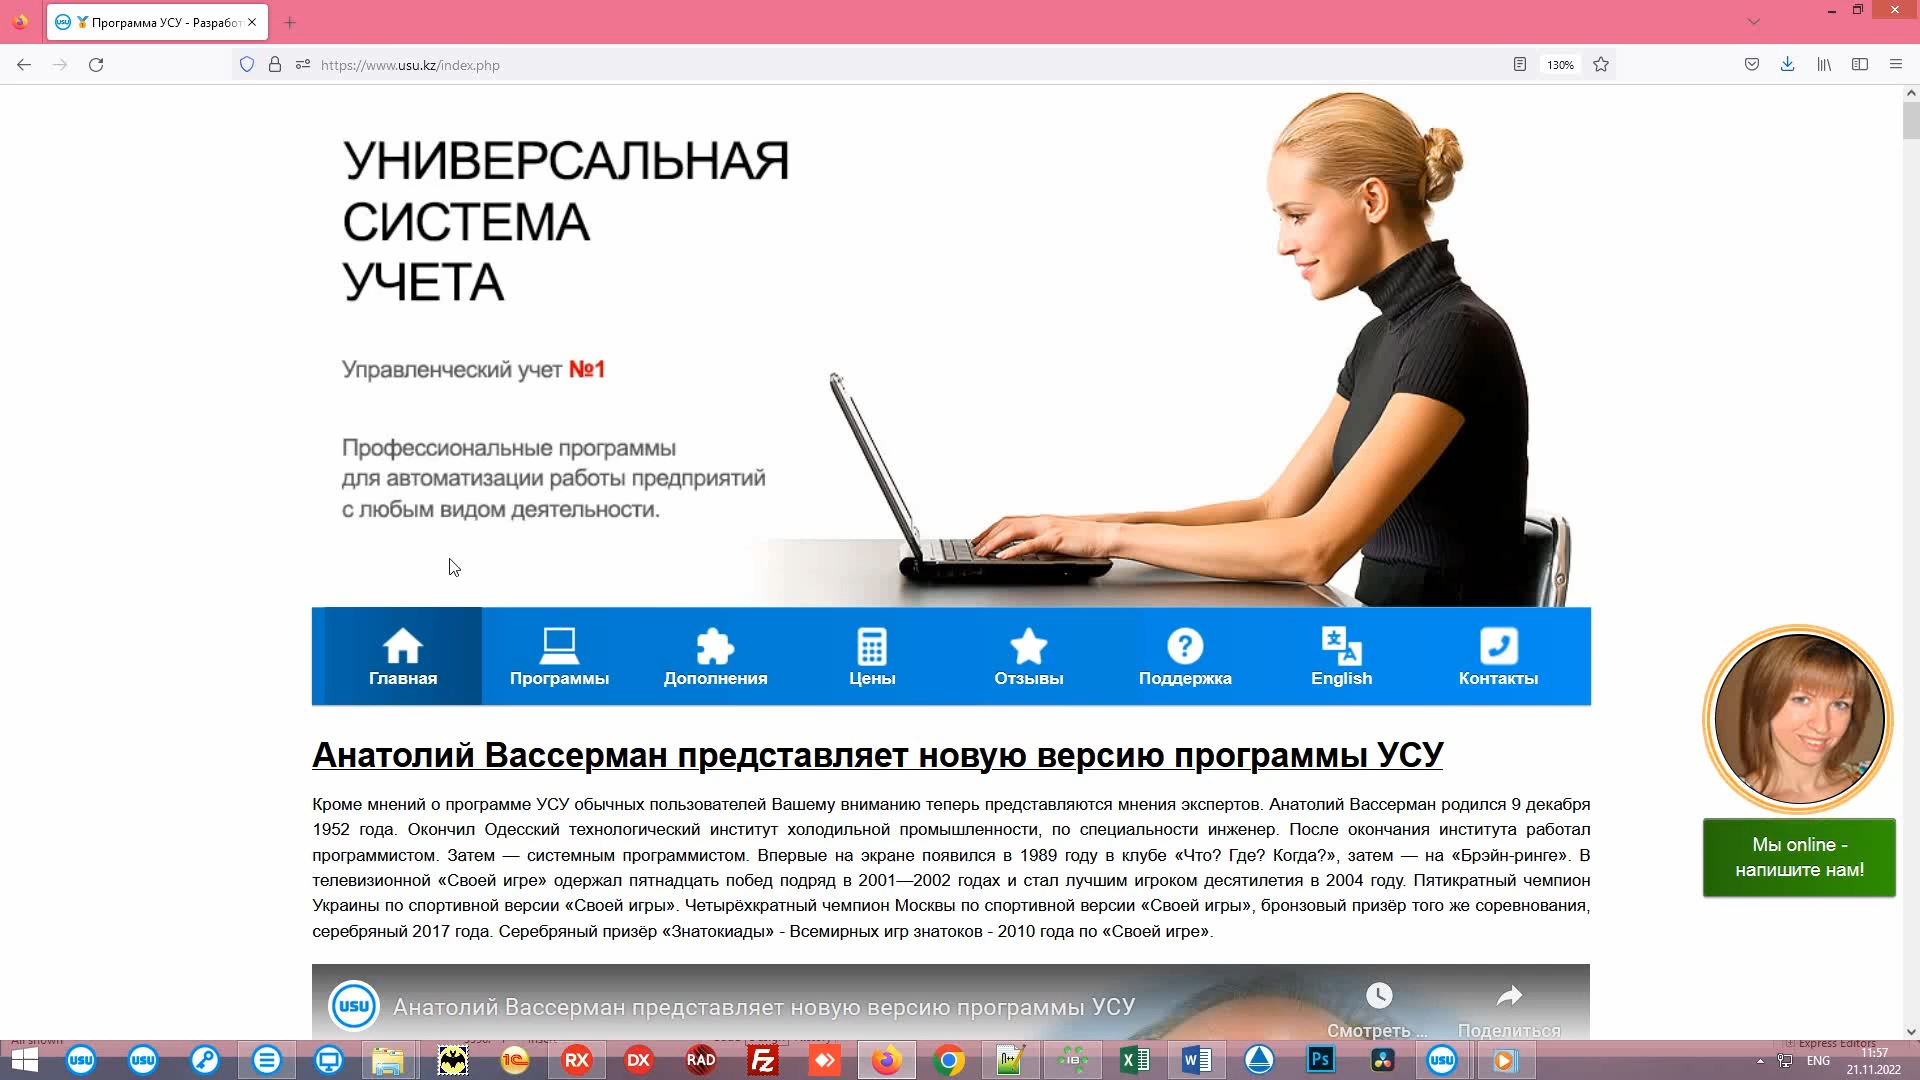 Программа УСУ - Разработ
https://www.usu.kz/index.php
130%
УНИВЕРСАЛЬНАЯ
СИСТЕМА
УЧЕТА
Управленческий учет №1
Профессиональные программы
для автоматизации работы предприятий
с любым видом деятельности.
Главная
Программы
Дополнения
Цены
Отзывы
Поддержка
English
Контакты
Анатолий Вассерман представляет новую версию программы УСУ
Кроме мнений о программе УСУ обычных пользователей Вашему вниманию теперь представляются мнения экспертов. Анатолий Вассерман родился 9 декабря
1952 года. Окончил Одесский технологический институт холодильной промышленности, по специальности инженер. После окончания института работал
программистом. Затем — системным программистом. Впервые на экране появился в 1989 году в клубе «Что? Где? Когда?», затем — на «Брэйн-ринге». В
телевизионной «Своей игре» одержал пятнадцать побед подряд в 2001—2002 годах и стал лучшим игроком десятилетия в 2004 году. Пятикратный чемпион
Украины по спортивной версии «Своей игры». Четырёхкратный чемпион Москвы по спортивной версии «Своей игры», бронзовый призёр того же соревнования,
серебряный 2017 года. Серебряный призёр «Знатокиады» - Всемирных игр знатоков - 2010 года по «Своей игре».
Мы online -
напишите нам!
USU
Анатолий Вассерман представляет новую версию программы УСУ
Смотреть ...
Поделиться
USU
USU
1С
RX
DX
RAD
FZ
IB
Ps
USU
ENG
11:57
21.11.2022